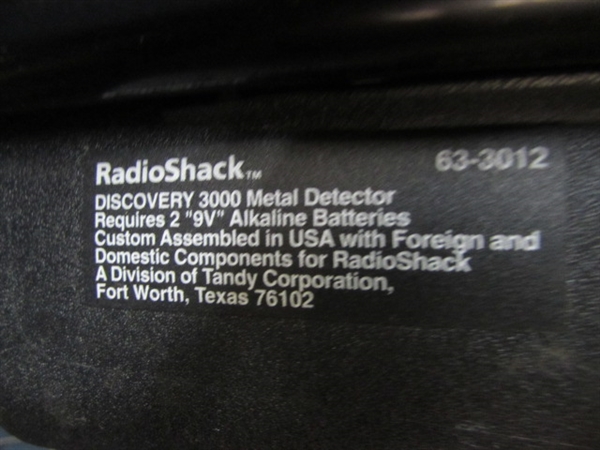 RadioShack™ 63-3012
DISCOVERY 3000 Metal Detector
Requires 2 "9V" Alkaline Batteries
Custom Assembled in USA with Foreign and
Domestic Components for RadioShack
A Division of Tandy Corporation,
Fort Worth, Texas 76102